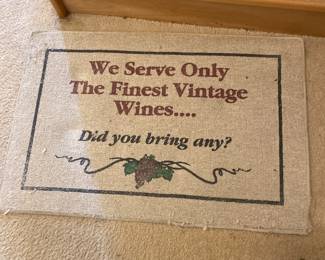 We Serve Only
The Finest Vintage
Wines....
Did you bring any?